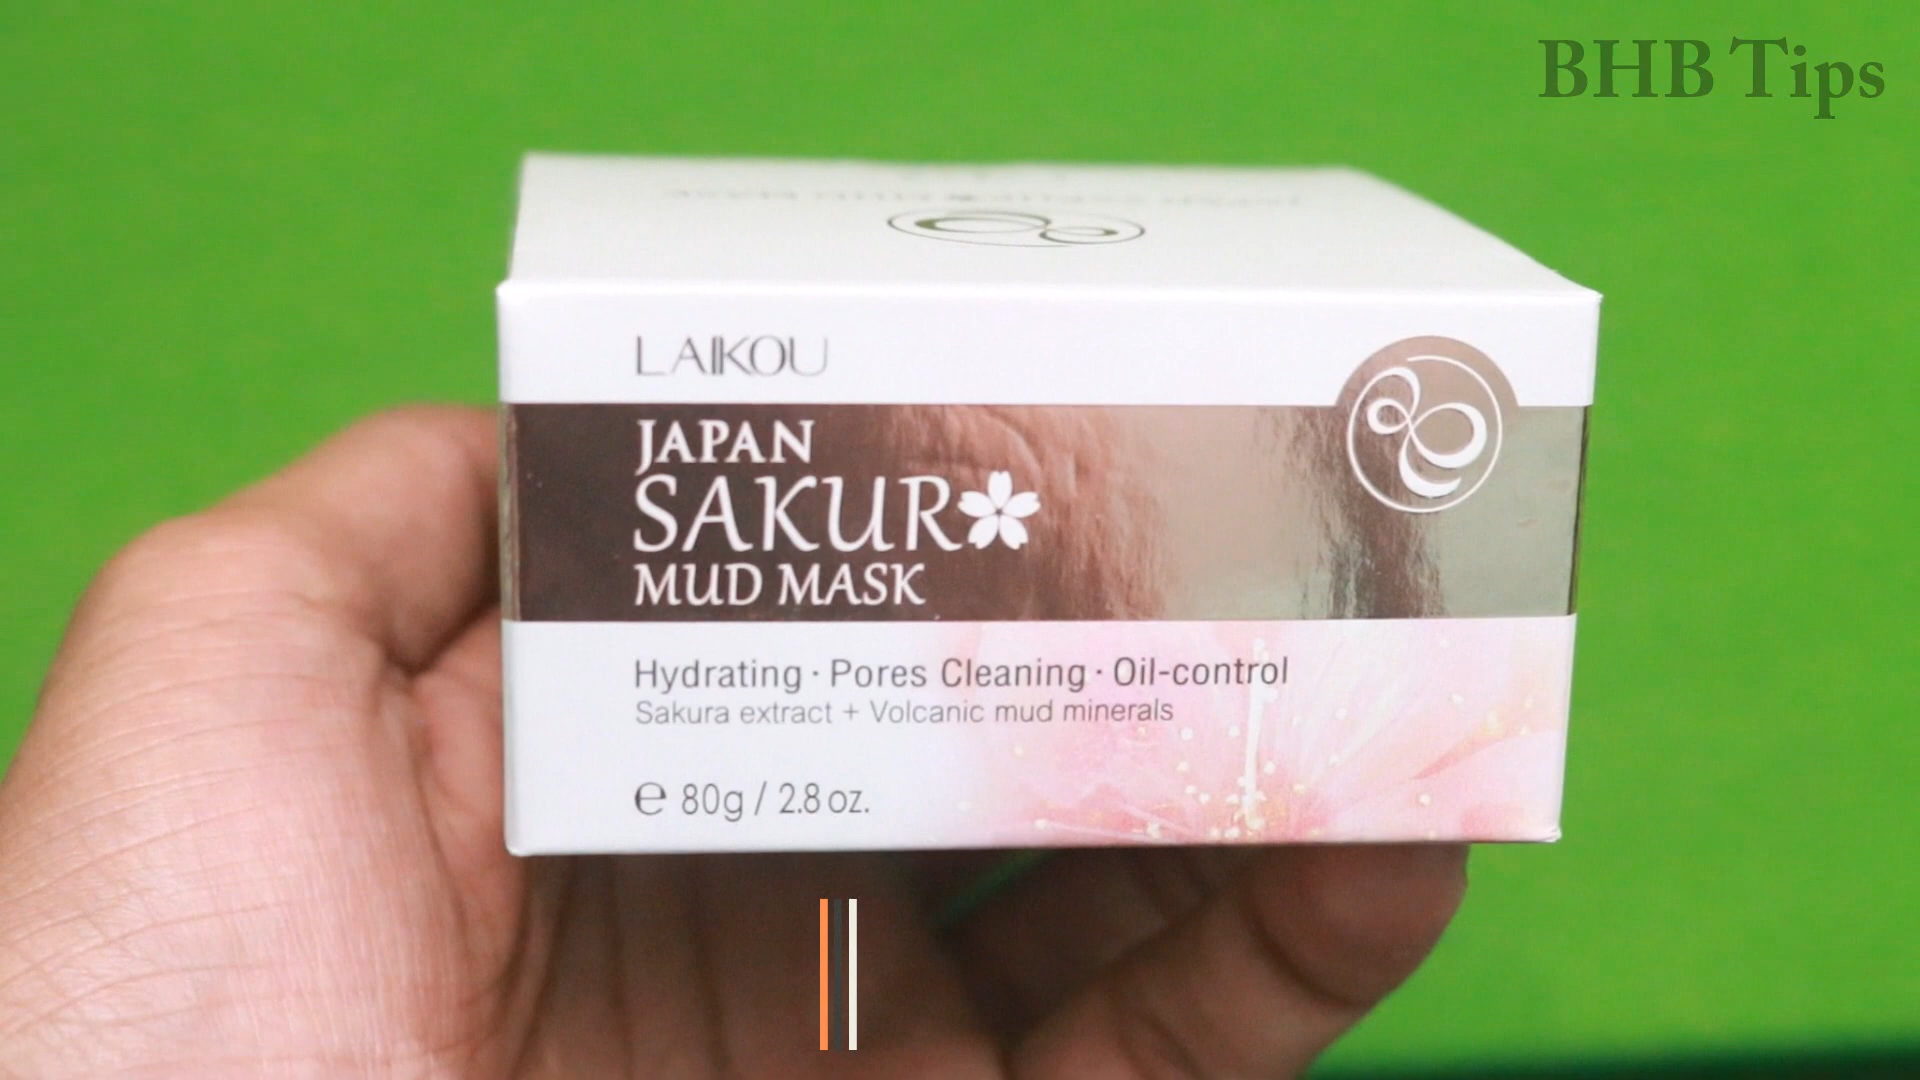 BHB Tips
LAIKOU
JAPAN
SAKUR
MUD MASK
Hydrating · Pores Cleaning · Oil-control
Sakura extract + Volcanic mud minerals
℮ 80g / 2.8 oz.